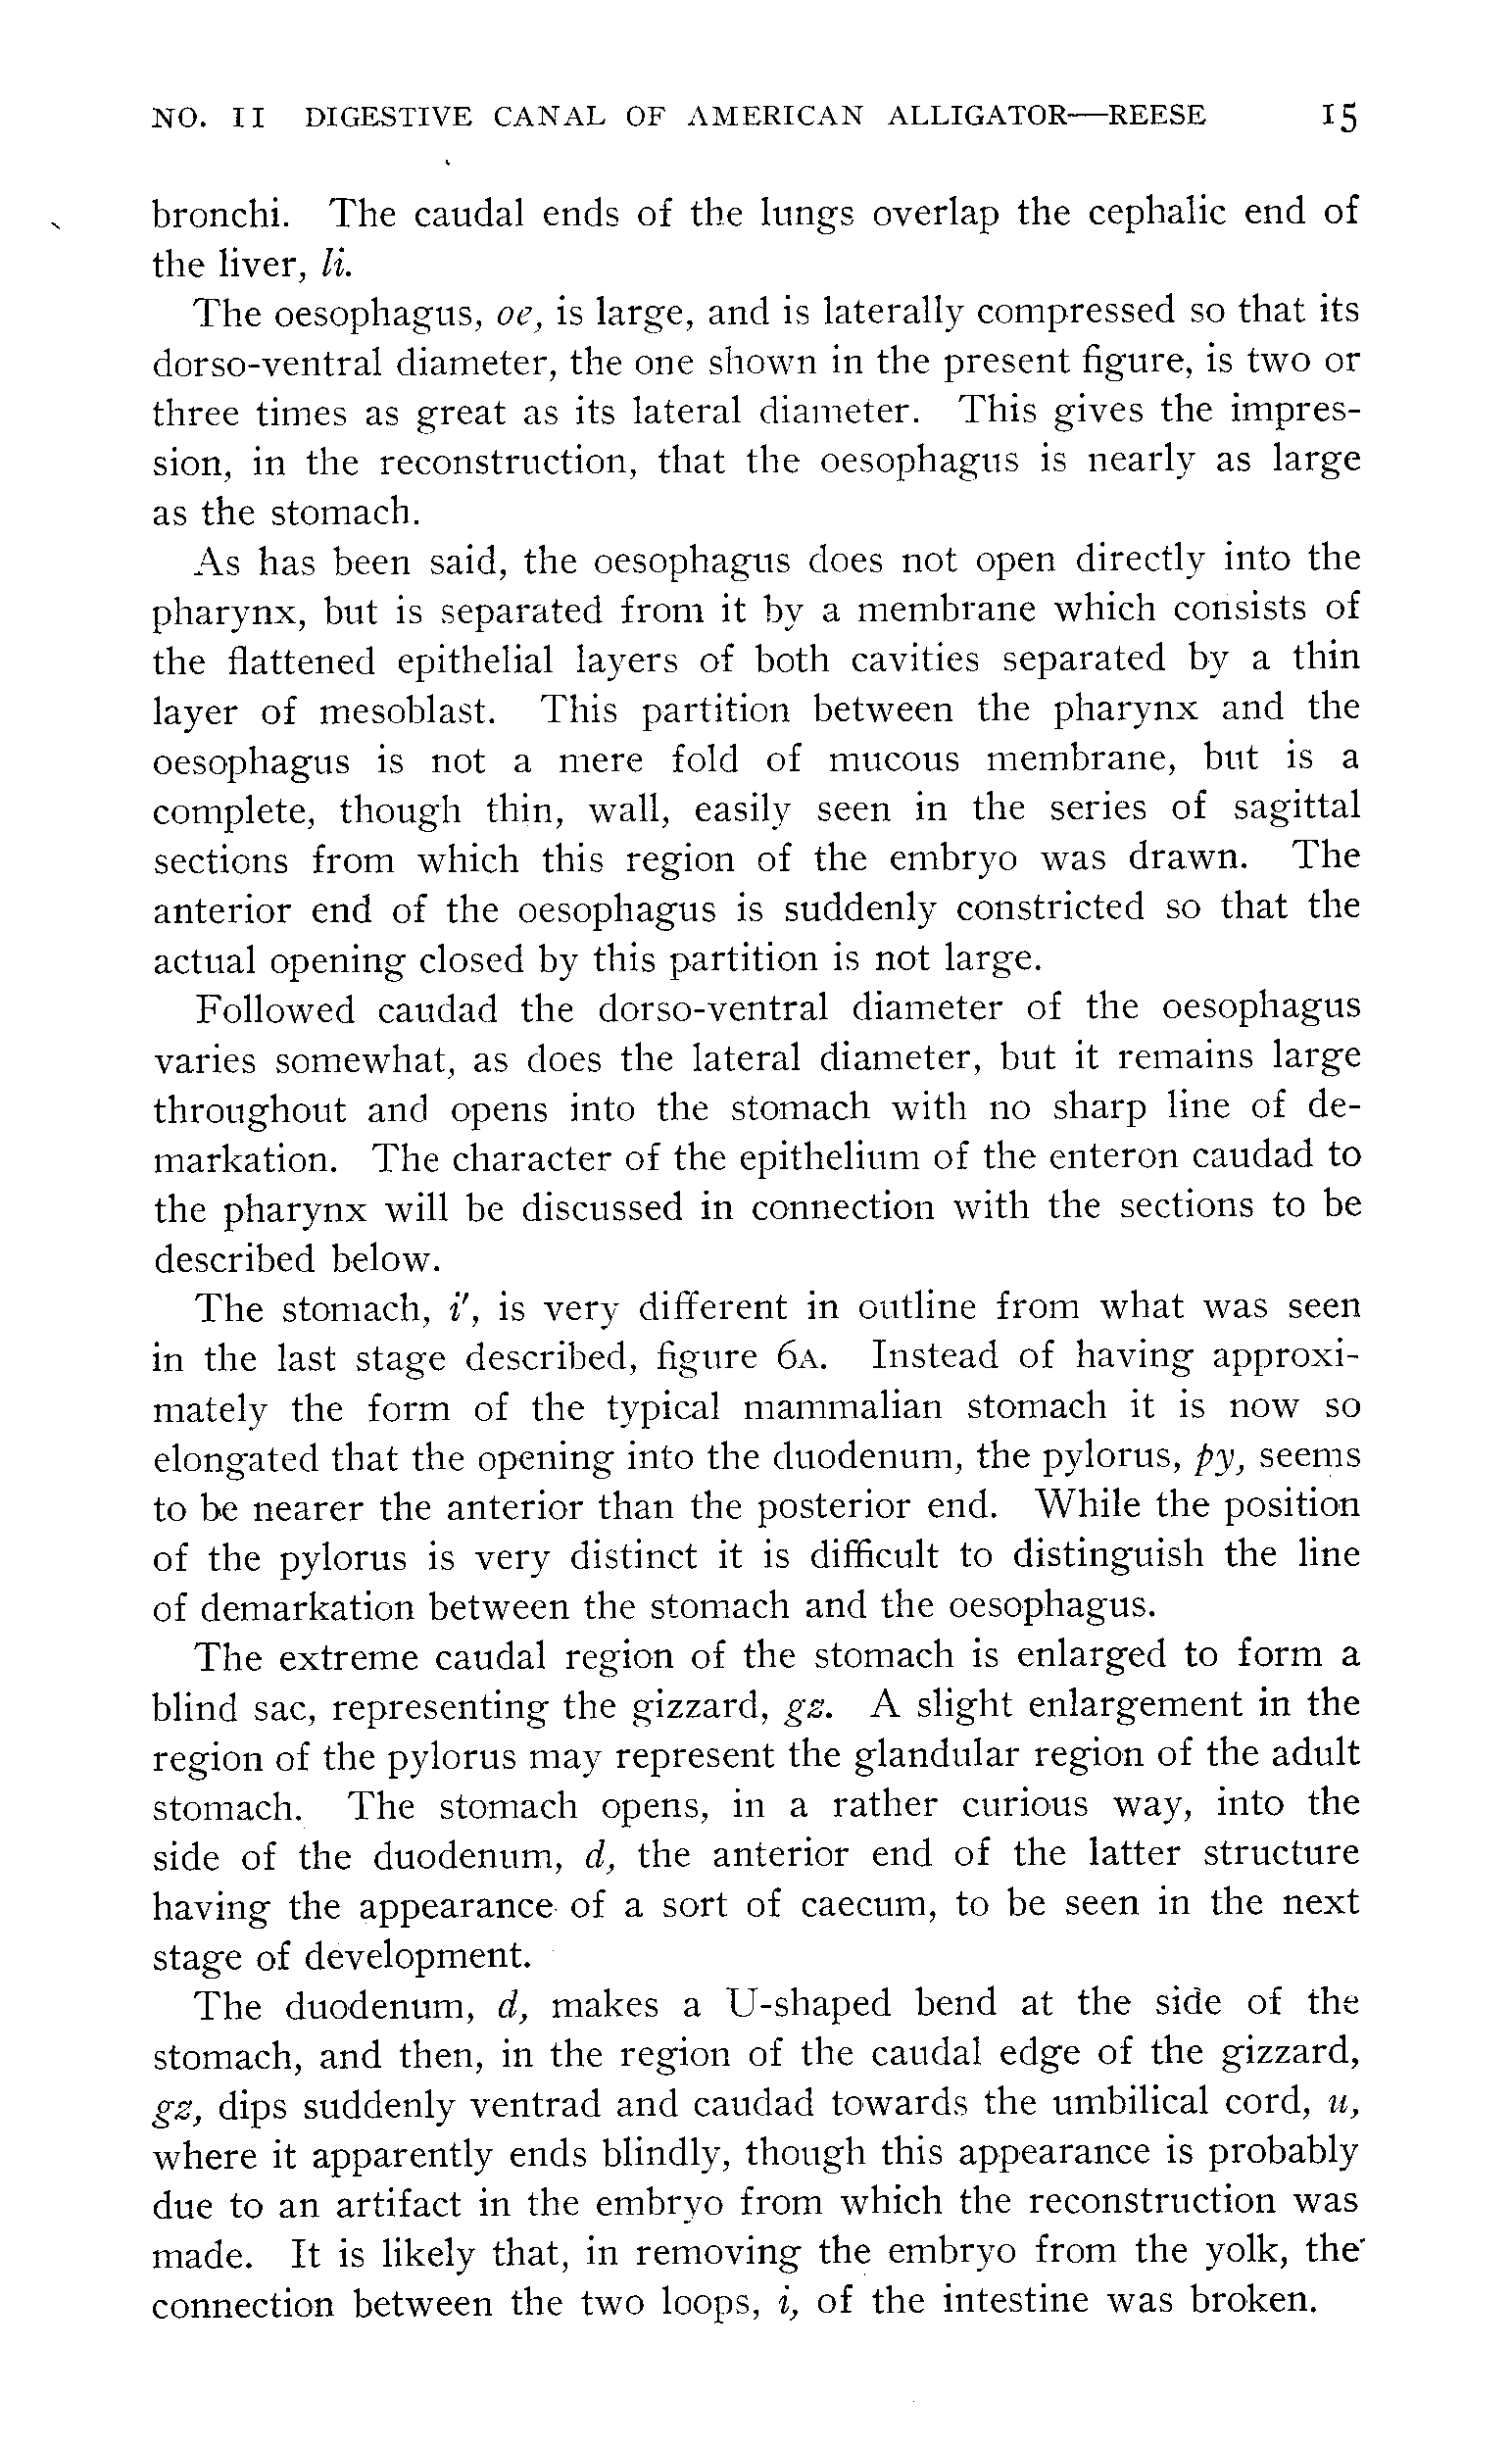 NO. 11 DIGESTIVE CANAL OF AMERICAN ALLIGATOR—REESE 15
bronchi. The caudal ends of the lungs overlap the cephalic end of
the liver, li.
The oesophagus, oe, is large, and is laterally compressed so that its
dorso-ventral diameter, the one shown in the present figure, is two or
three times as great as its lateral diameter. This gives the impres-
sion, in the reconstruction, that the oesophagus is nearly as large
as the stomach.
As has been said, the oesophagus does not open directly into the
pharynx, but is separated from it by a membrane which consists of
the flattened epithelial layers of both cavities separated by a thin
layer of mesoblast. This partition between the pharynx and the
oesophagus is not a mere fold of mucous membrane, but is a
complete, though thin, wall, easily seen in the series of sagittal
sections from which this region of the embryo was drawn. The
anterior end of the oesophagus is suddenly constricted so that the
actual opening closed by this partition is not large.
Followed caudad the dorso-ventral diameter of the oesophagus
varies somewhat, as does the lateral diameter, but it remains large
throughout and opens into the stomach with no sharp line of de-
markation. The character of the epithelium of the enteron caudad to
the pharynx will be discussed in connection with the sections to be
described below.
The stomach, i', is very different in outline from what was seen
in the last stage described, figure 6A. Instead of having approxi-
mately the form of the typical mammalian stomach it is now so
elongated that the opening into the duodenum, the pylorus, py, seems
to be nearer the anterior than the posterior end. While the position
of the pylorus is very distinct it is difficult to distinguish the line
of demarkation between the stomach and the oesophagus.
The extreme caudal region of the stomach is enlarged to form a
blind sac, representing the gizzard, gz. A slight enlargement in the
region of the pylorus may represent the glandular region of the adult
stomach. The stomach opens, in a rather curious way, into the
side of the duodenum, d, the anterior end of the latter structure
having the appearance of a sort of caecum, to be seen in the next
stage of development.
The duodenum, d, makes a U-shaped bend at the side of the
stomach, and then, in the region of the caudal edge of the gizzard,
gz, dips suddenly ventrad and caudad towards the umbilical cord, u,
where it apparently ends blindly, though this appearance is probably
due to an artifact in the embryo from which the reconstruction was
made. It is likely that, in removing the embryo from the yolk, the
connection between the two loops, i, of the intestine was broken.